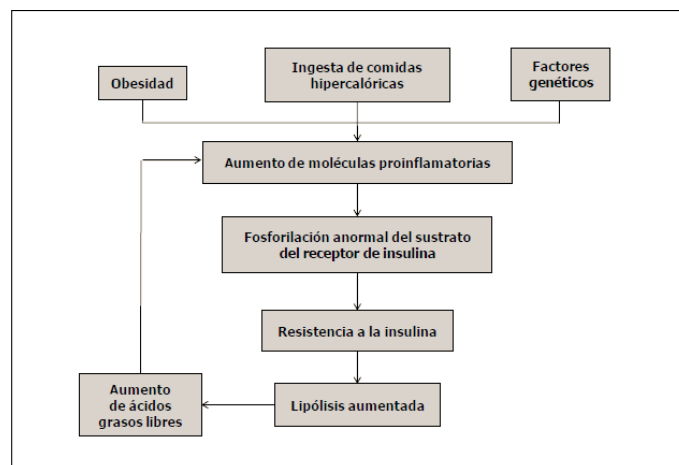 Obesidad
Ingesta de comidas
hipercalóricas
Factores
genéticos
Aumento de moléculas proinflamatorias
Fosforilación anormal del sustrato
del receptor de insulina
Resistencia a la insulina
Lipólisis aumentada
Aumento
de ácidos
grasos libres